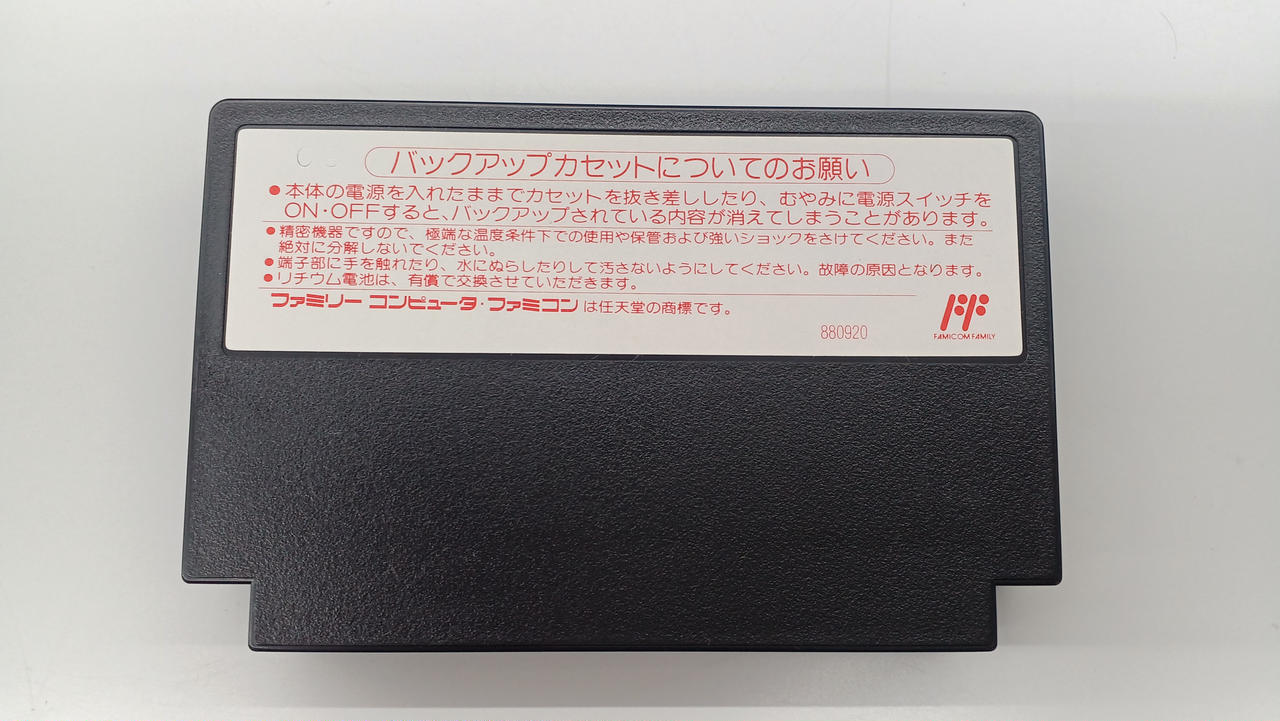 バックアップカセットについてのお願い
●本体の電源を入れたままでカセットを抜き差ししたり、むやみに電源スイッチを
ON・OFFすると、バックアップされている内容が消えてしまうことがあります。
●精密機器ですので、極端な温度条件下での使用や保管および強いショックをさけてください。また
絶対に分解しないでください。
●端子部に手を触れたり、水にぬらしたりして汚さないようにしてください。故障の原因となります。
●リチウム電池は、有償で交換させていただきます。
ファミリー コンピュータ・ファミコン は任天堂の商標です。
880920
FAMICOM FAMILY